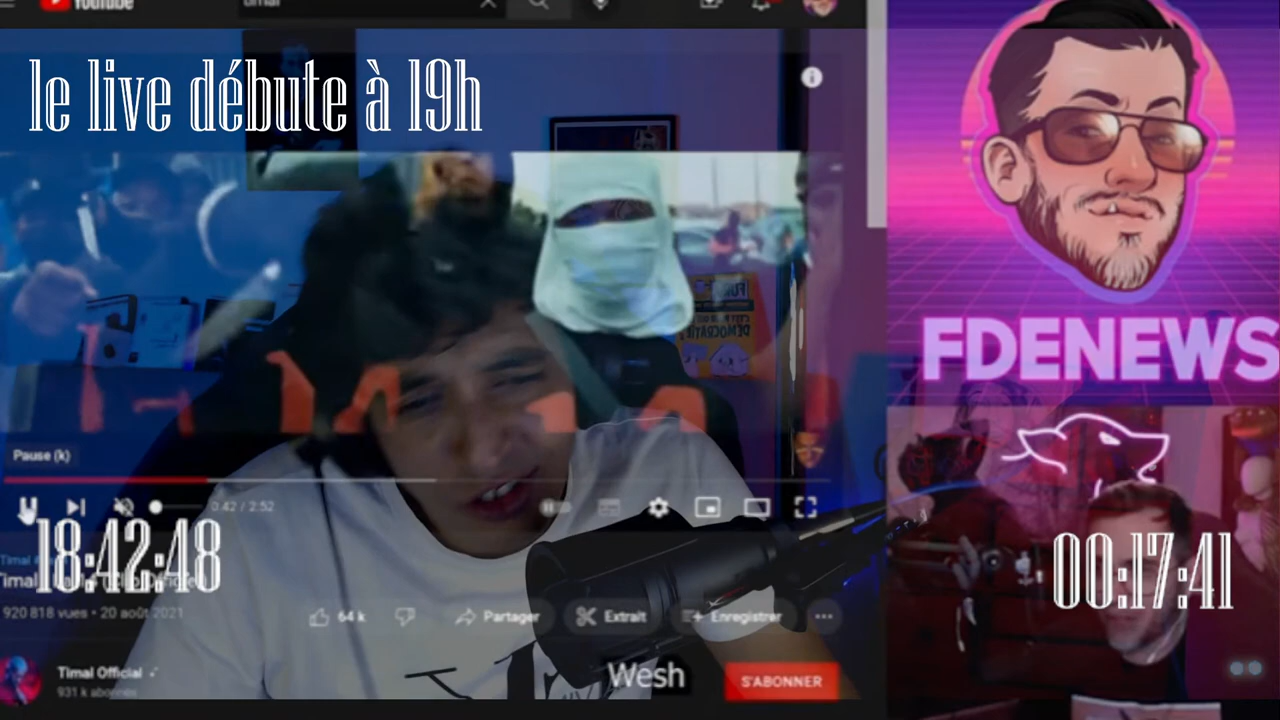 YouTube
timal
le live débute à 19h
FDENEWS
Pause (k)
0:42 / 2:52
18:42:48
00:17:41
920 818 vues • 20 août 2021
64 k
Partager
Extrait
Enregistrer
Timal Official
931 k abonnés
Wesh
S'ABONNER